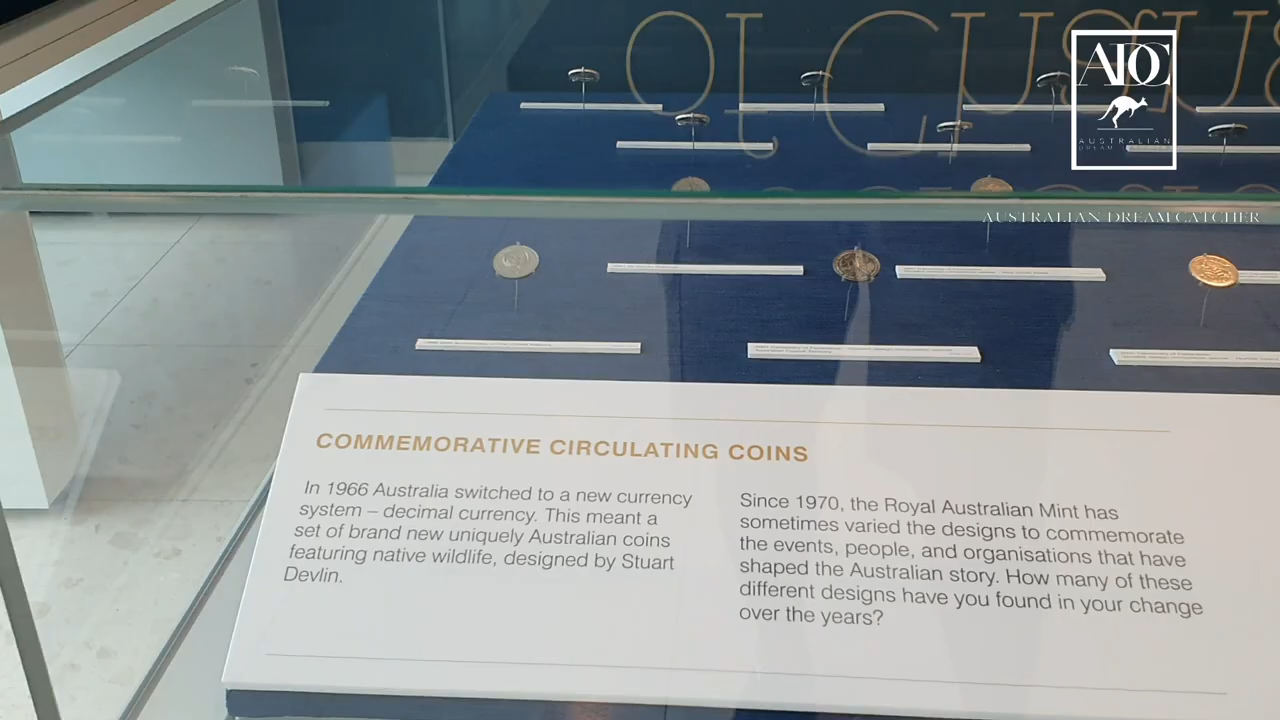 ADC
AUSTRALIAN
DREAM CATCHER
AUSTRALIAN DREAM CATCHER
COMMEMORATIVE CIRCULATING COINS
In 1966 Australia switched to a new currency
system – decimal currency. This meant a
set of brand new uniquely Australian coins
featuring native wildlife, designed by Stuart
Devlin.
Since 1970, the Royal Australian Mint has
sometimes varied the designs to commemorate
the events, people, and organisations that have
shaped the Australian story. How many of these
different designs have you found in your change
over the years?